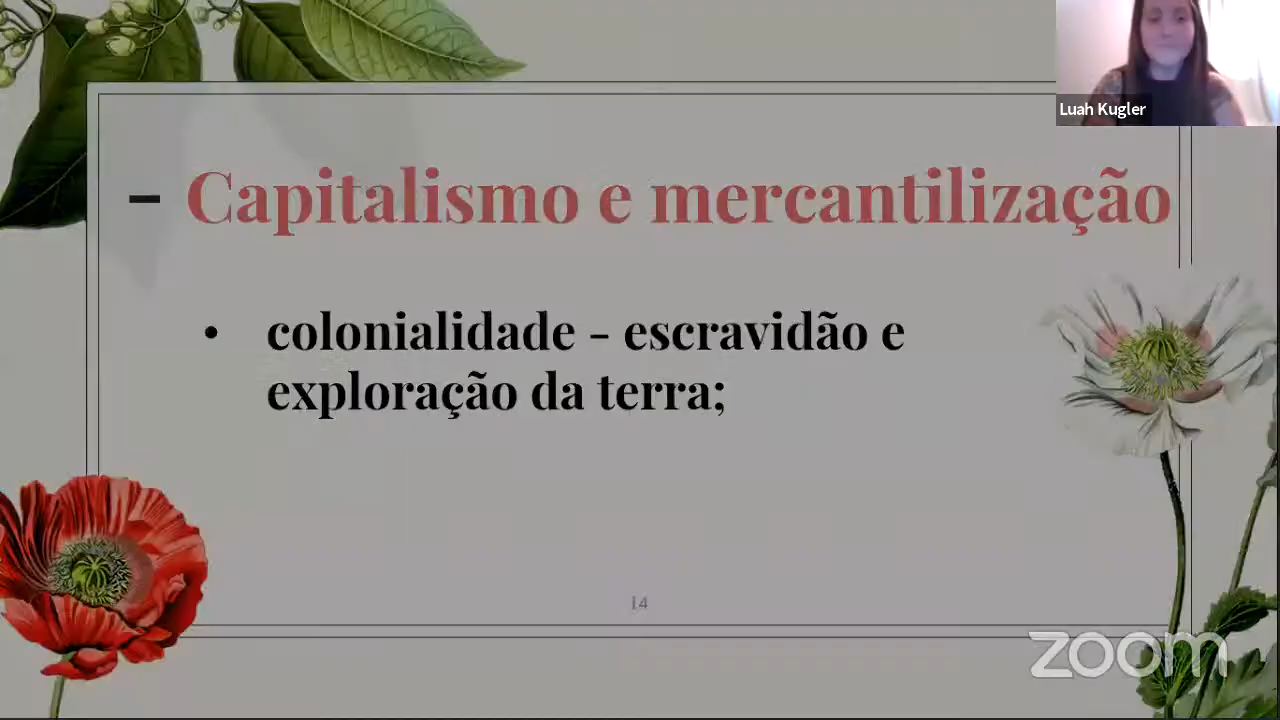 Luah Kugler
- Capitalismo e mercantilização
• colonialidade - escravidão e
exploração da terra;
14
zoom